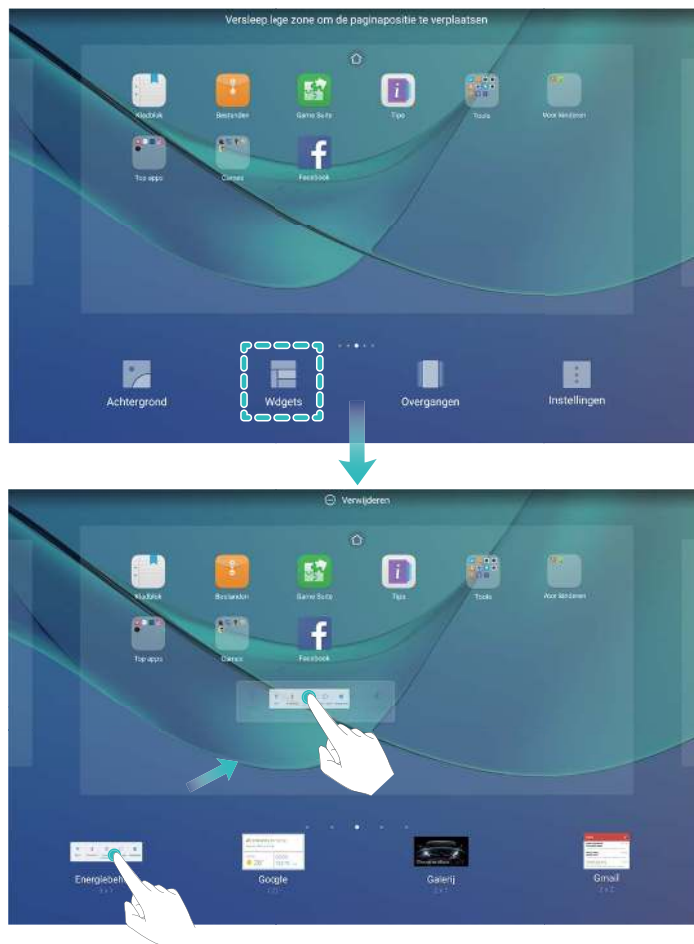 Versleep lege zone om de paginapositie te verplaatsen
Kladblok Bestanden Game Suite Tips Tools Voor kinderen
Top apps Games Facebook
Achtergrond Wdgets Overgangen Instellingen
Verwijderen
Kladblok Bestanden Game Suite Tips Tools Voor kinderen
Top apps Games Facebook
Google Galerij Gmail